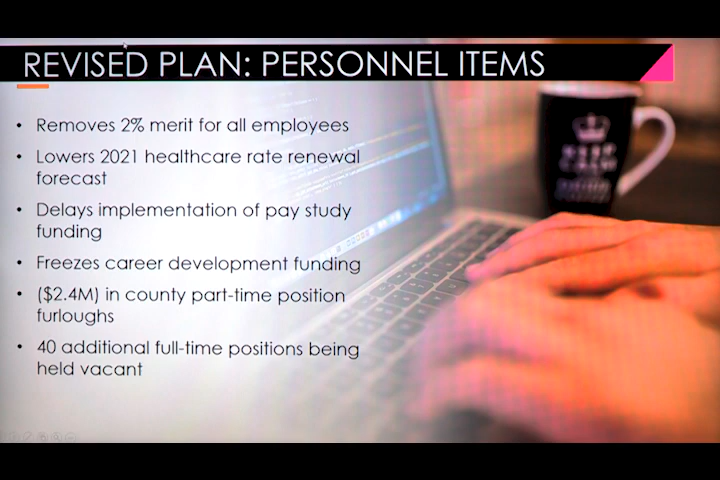 REVISED PLAN: PERSONNEL ITEMS
• Removes 2% merit for all employees
• Lowers 2021 healthcare rate renewal
forecast
• Delays implementation of pay study
funding
• Freezes career development funding
• ($2.4M) in county part-time position
furloughs
• 40 additional full-time positions being
held vacant